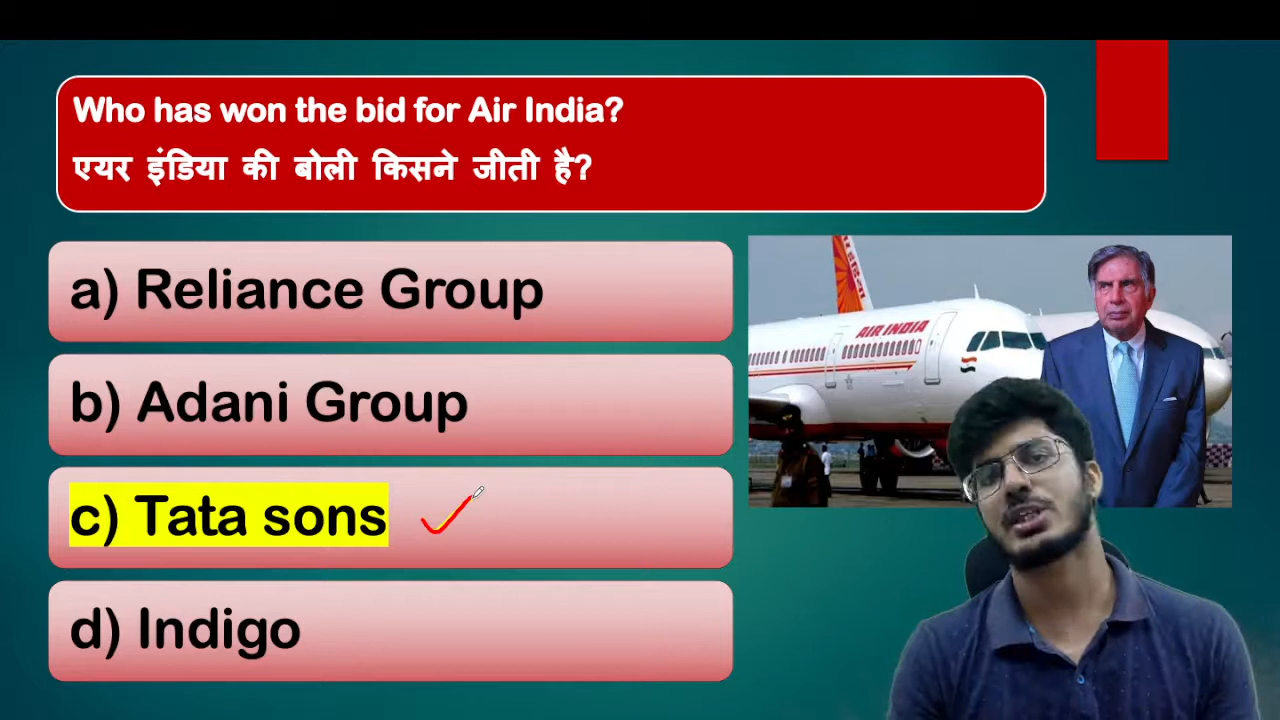 Who has won the bid for Air India?
एयर इंडिया की बोली किसने जीती है?
a) Reliance Group
b) Adani Group
c) Tata sons
d) Indigo
AIR INDIA